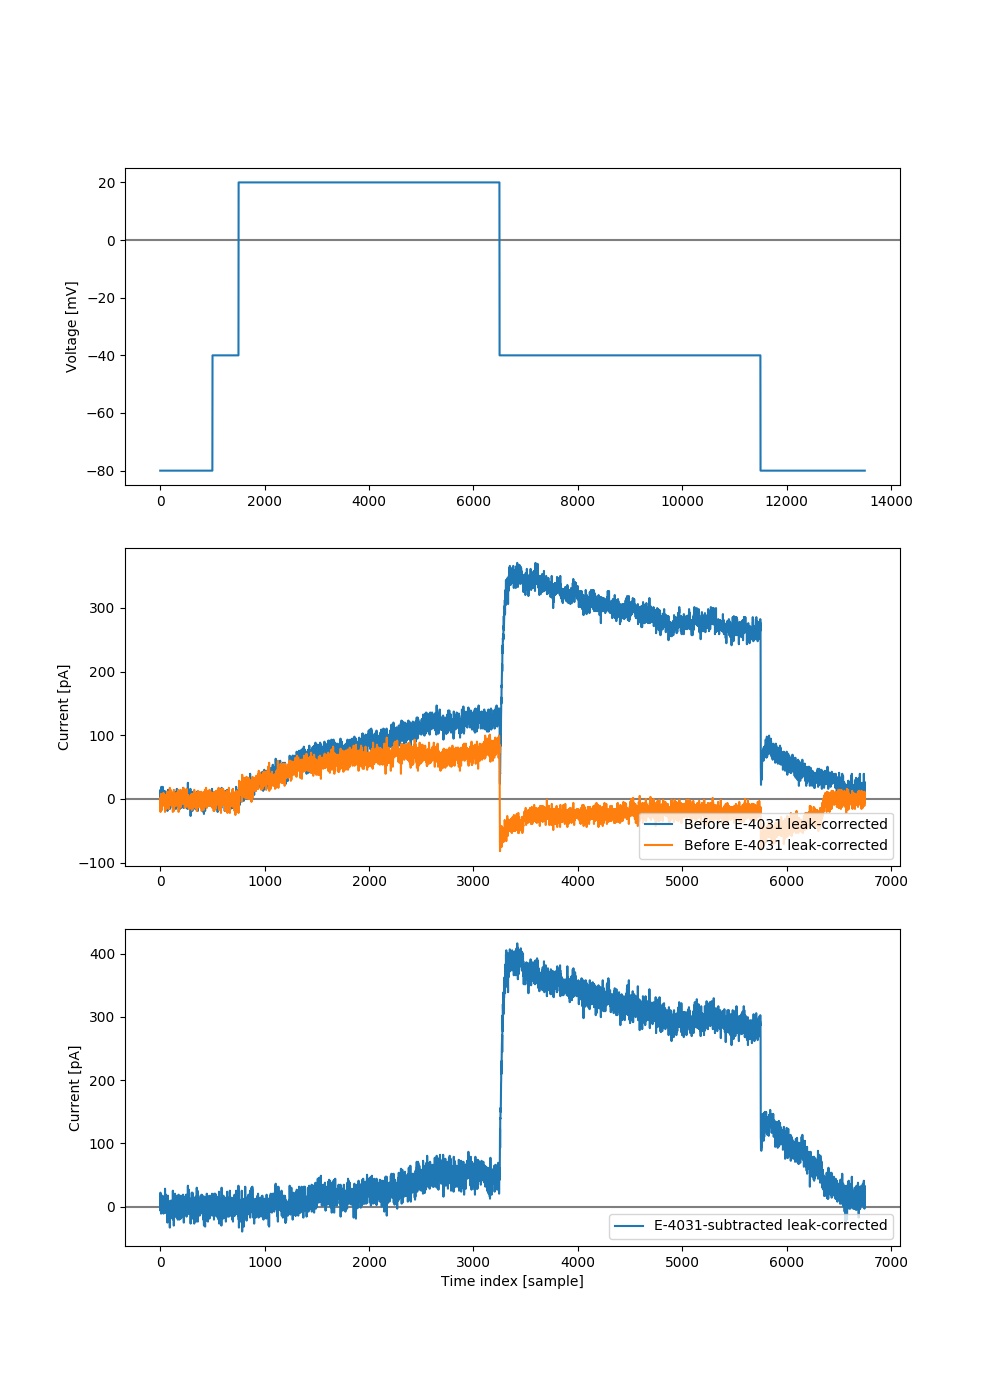 20
0
−20
−40
−60
−80
Voltage [mV]
0 2000 4000 6000 8000 10000 12000 14000
300
200
100
0
−100
Current [pA]
Before E-4031 leak-corrected
Before E-4031 leak-corrected
0 1000 2000 3000 4000 5000 6000 7000
400
300
200
100
0
Current [pA]
E-4031-subtracted leak-corrected
0 1000 2000 3000 4000 5000 6000 7000
Time index [sample]